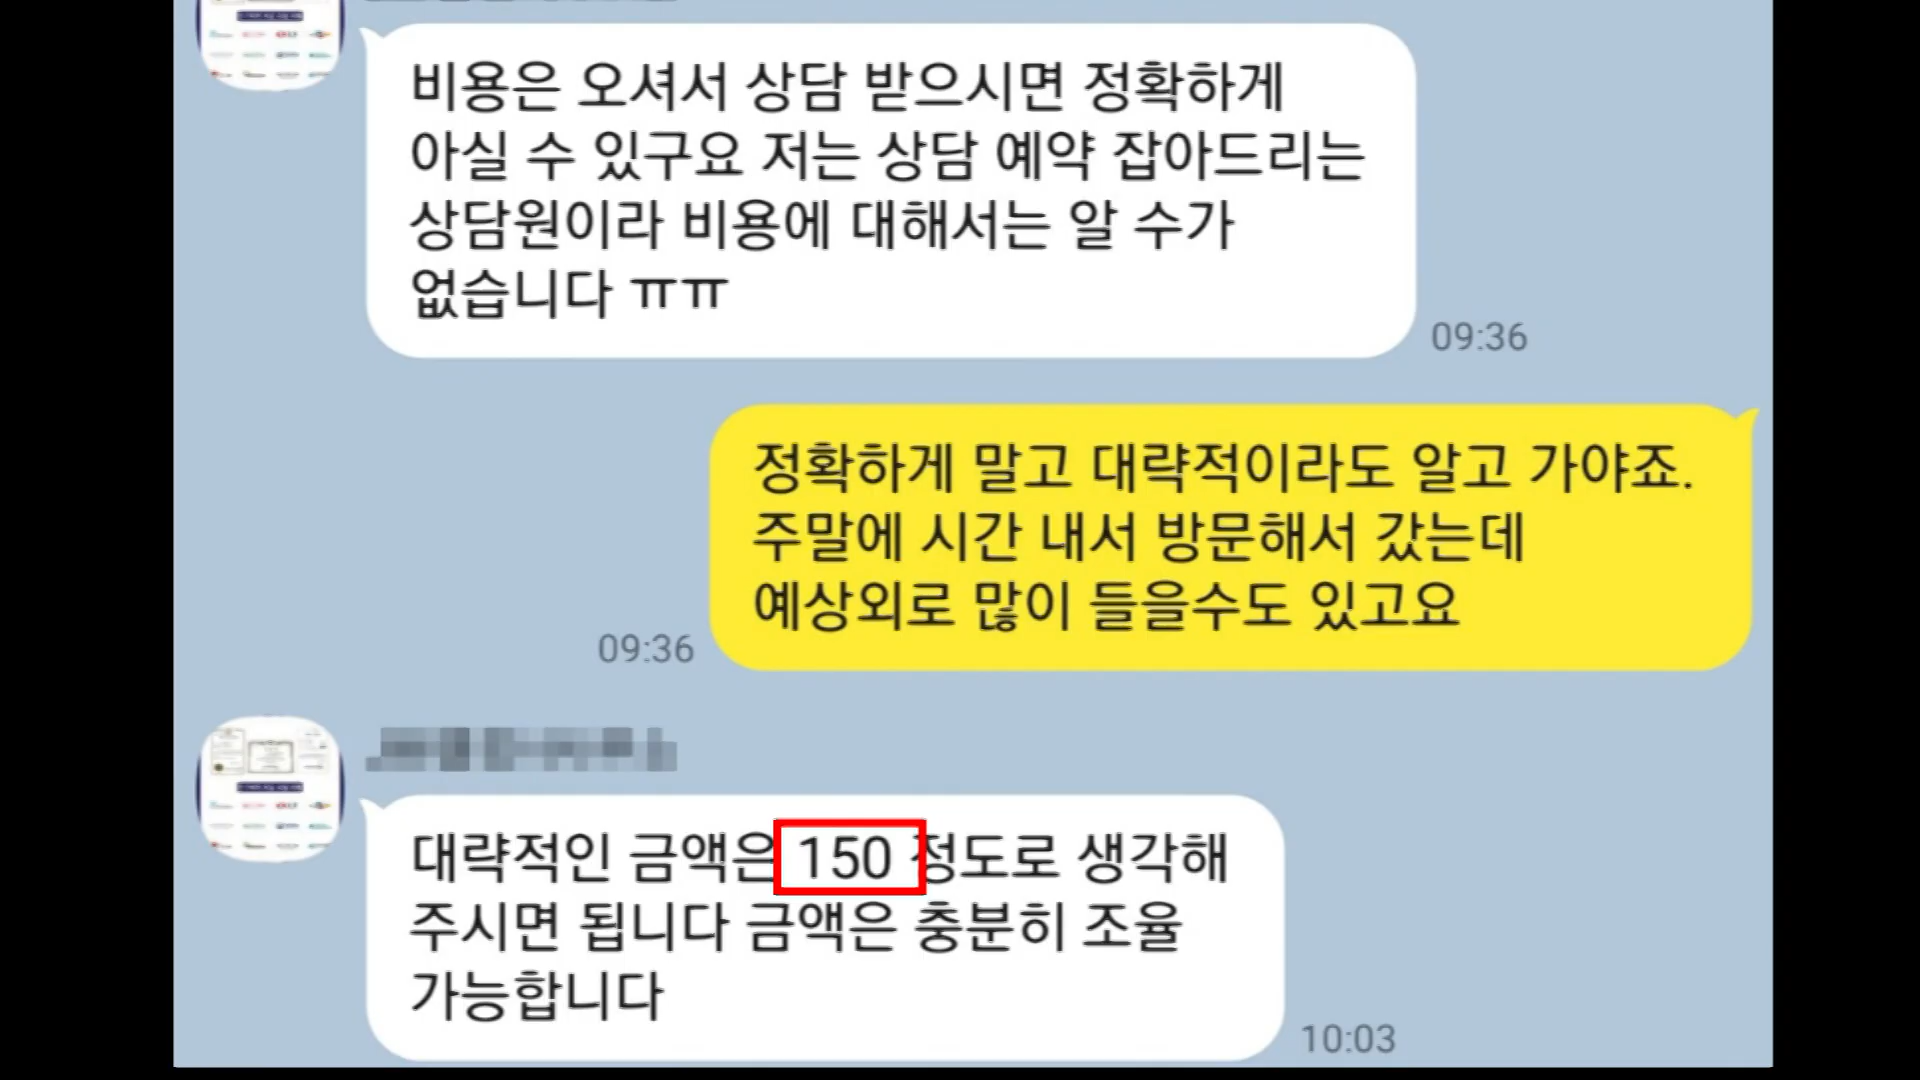 비용은 오셔서 상담 받으시면 정확하게
아실 수 있구요 저는 상담 예약 잡아드리는
상담원이라 비용에 대해서는 알 수가
없습니다 ㅠㅠ
09:36
정확하게 말고 대략적이라도 알고 가야죠.
주말에 시간 내서 방문해서 갔는데
예상외로 많이 들을수도 있고요
09:36
대략적인 금액은 150 정도로 생각해
주시면 됩니다 금액은 충분히 조율
가능합니다
10:03